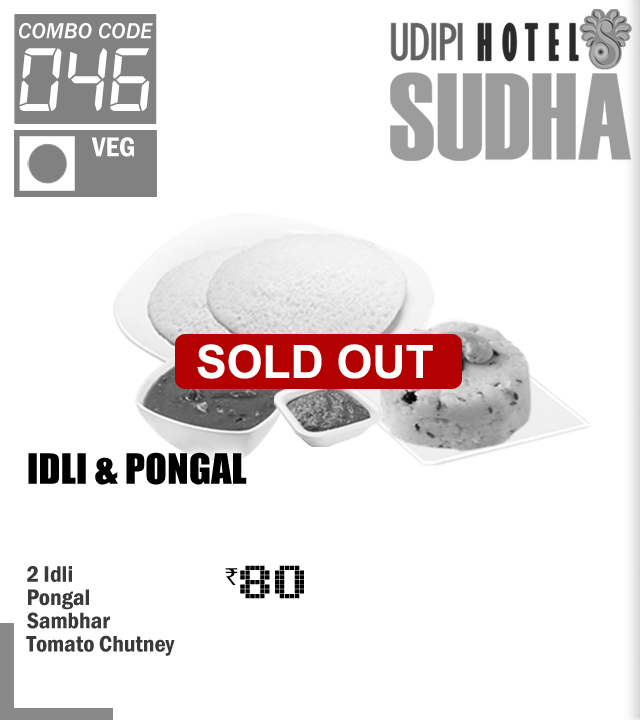 COMBO CODE
046
VEG
UDIPI HOTEL
SUDHA
SOLD OUT
IDLI & PONGAL
2 Idli
Pongal
Sambhar
Tomato Chutney
₹80